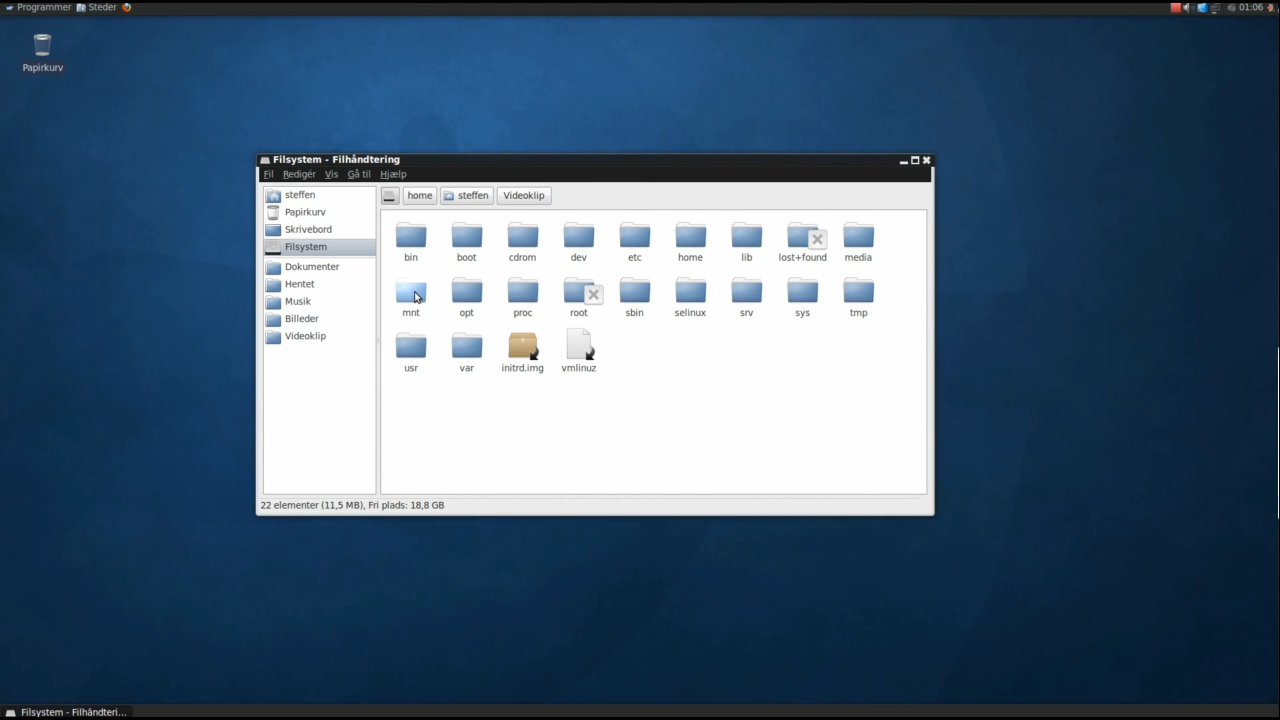 Programmer Steder 01:06
Papirkurv
Filsystem - Filhåndtering
Fil Redigér Vis Gå til Hjælp
home steffen Videoklip
steffen
Papirkurv
Skrivebord
Filsystem
Dokumenter
Hentet
Musik
Billeder
Videoklip
bin boot cdrom dev etc home lib lost+found media
mnt opt proc root sbin selinux srv sys tmp
usr var initrd.img vmlinuz
22 elementer (11,5 MB), Fri plads: 18,8 GB
Filsystem - Filhåndteri...